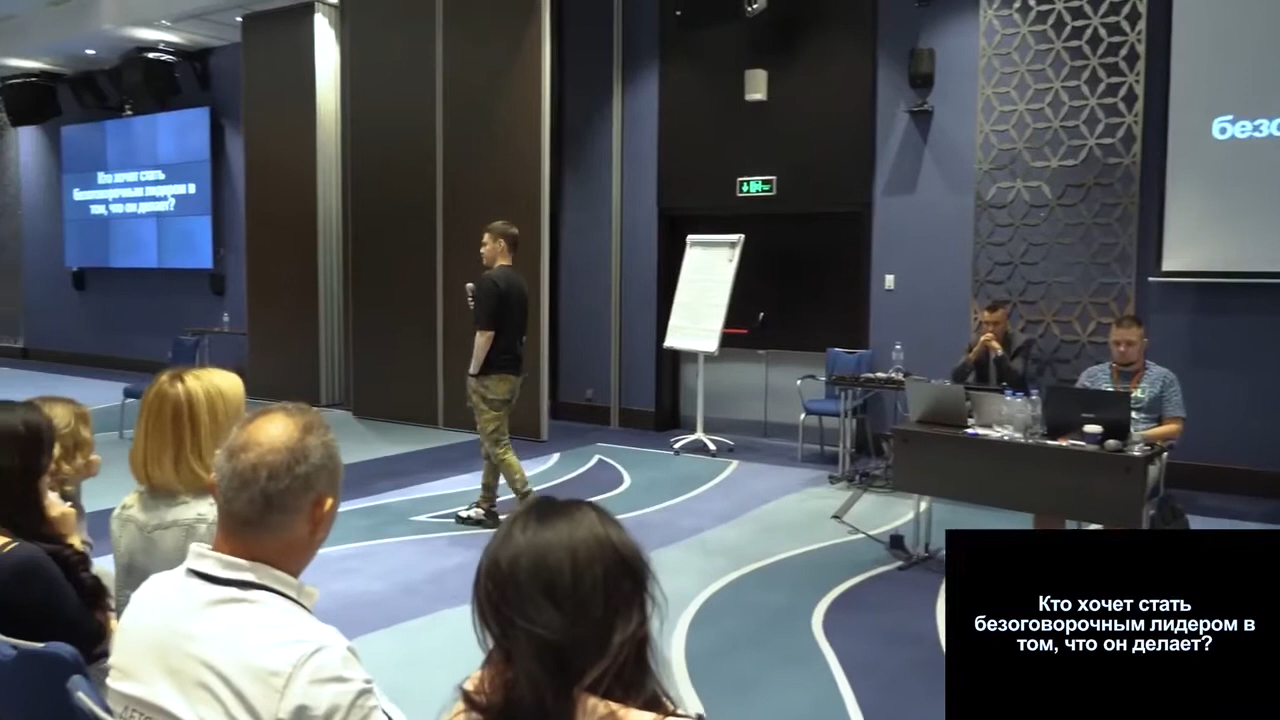 Кто хочет стать
Безоговорочным лидером в
том, что он делает?
безо
Кто хочет стать
безоговорочным лидером в
том, что он делает?